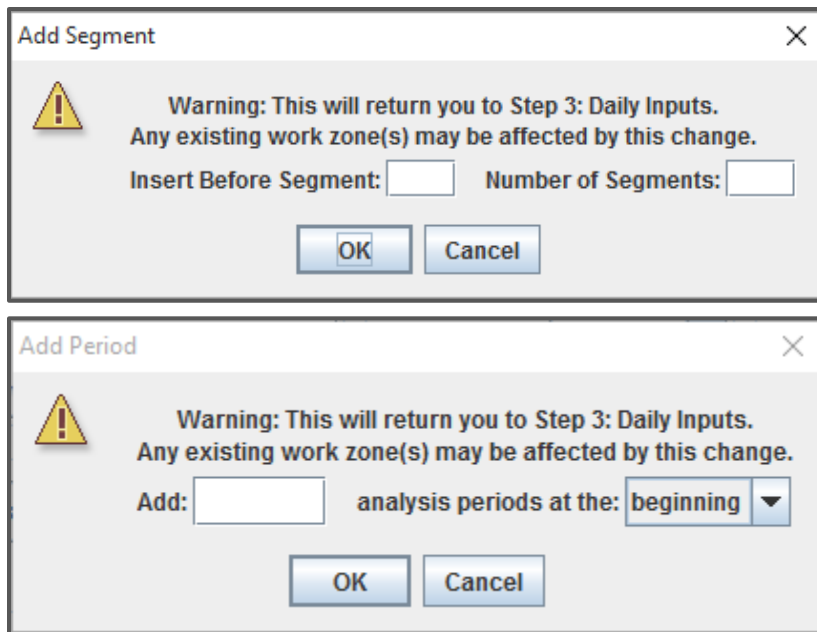 Add Segment
Warning: This will return you to Step 3: Daily Inputs.
Any existing work zone(s) may be affected by this change.
Insert Before Segment: Number of Segments:
OK Cancel
Add Period
Warning: This will return you to Step 3: Daily Inputs.
Any existing work zone(s) may be affected by this change.
Add: analysis periods at the: beginning
OK Cancel